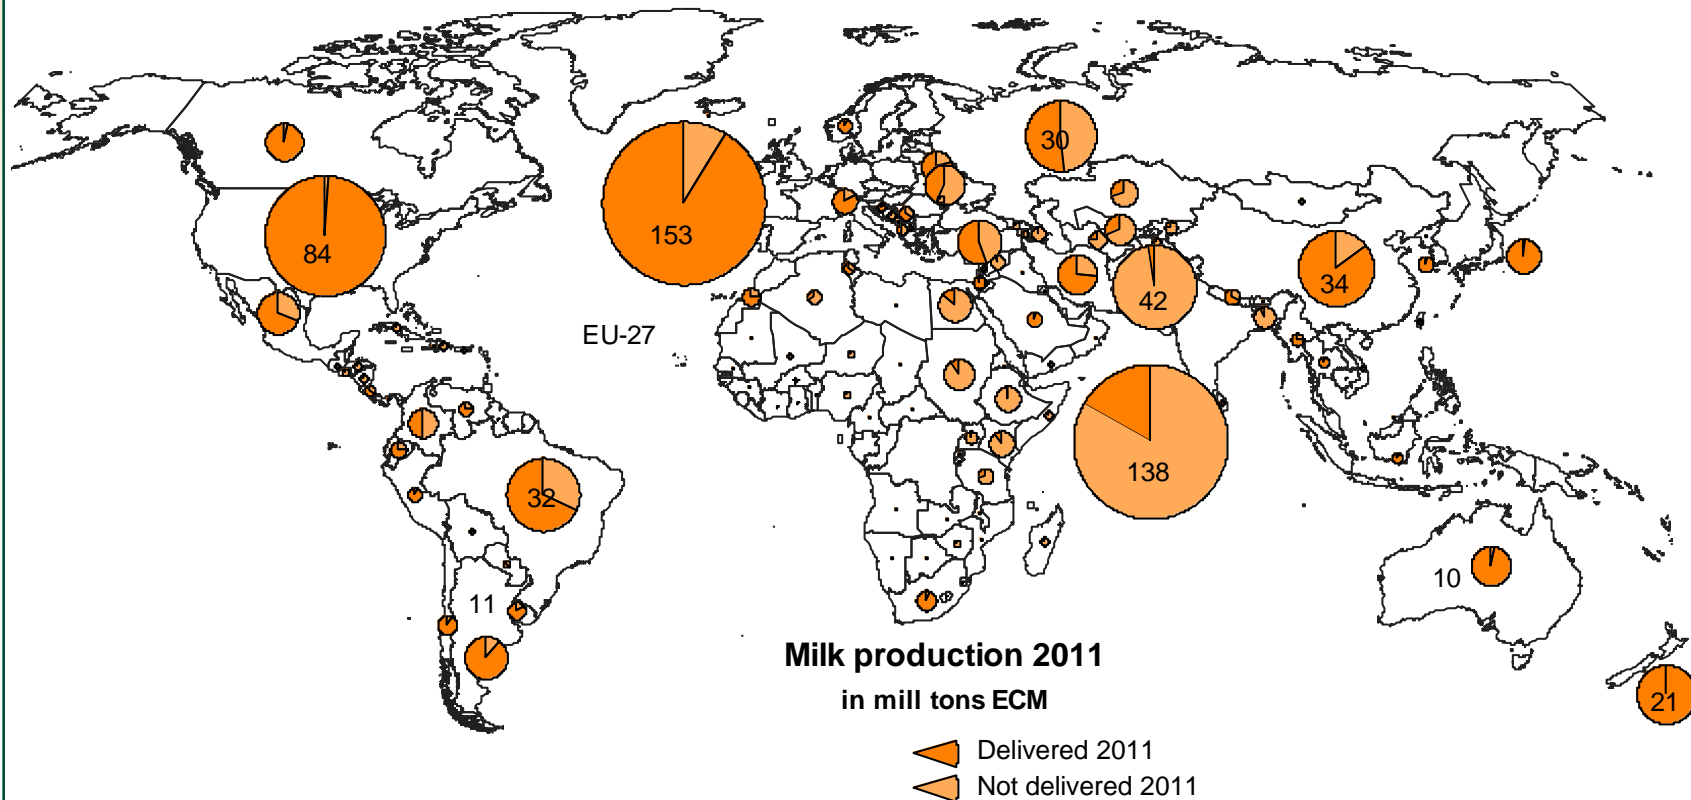 30
153
84
34
42
EU-27
138
32
10
11
Milk production 2011
in mill tons ECM
21
Delivered 2011
Not delivered 2011